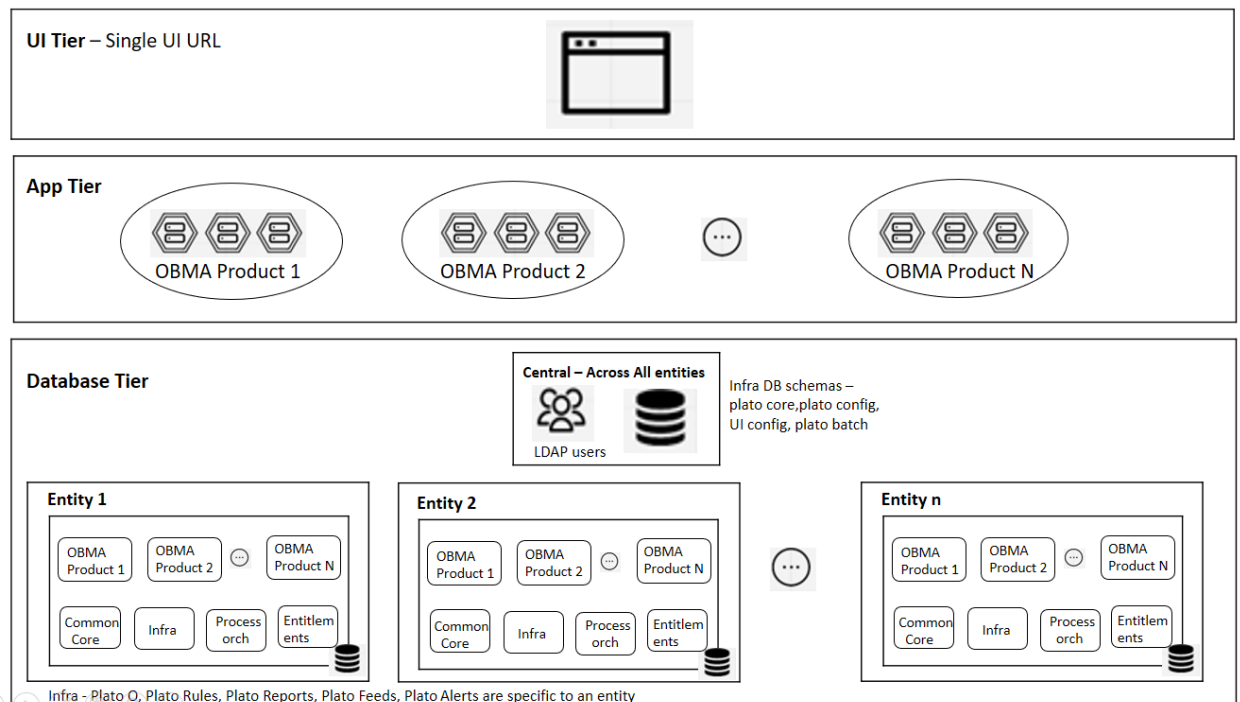 UI Tier – Single UI URL
App Tier
OBMA Product 1
OBMA Product 2
OBMA Product N
Database Tier
Central – Across All entities
LDAP users
Infra DB schemas –
plato core,plato config,
UI config, plato batch
Entity 1
OBMA
Product 1
OBMA
Product 2
OBMA
Product N
Common
Core
Infra
Process
orch
Entitlem
ents
Entity 2
OBMA
Product 1
OBMA
Product 2
OBMA
Product N
Common
Core
Infra
Process
orch
Entitlem
ents
Entity n
OBMA
Product 1
OBMA
Product 2
OBMA
Product N
Common
Core
Infra
Process
orch
Entitlem
ents
Infra - Plato O, Plato Rules, Plato Reports, Plato Feeds, Plato Alerts are specific to an entity